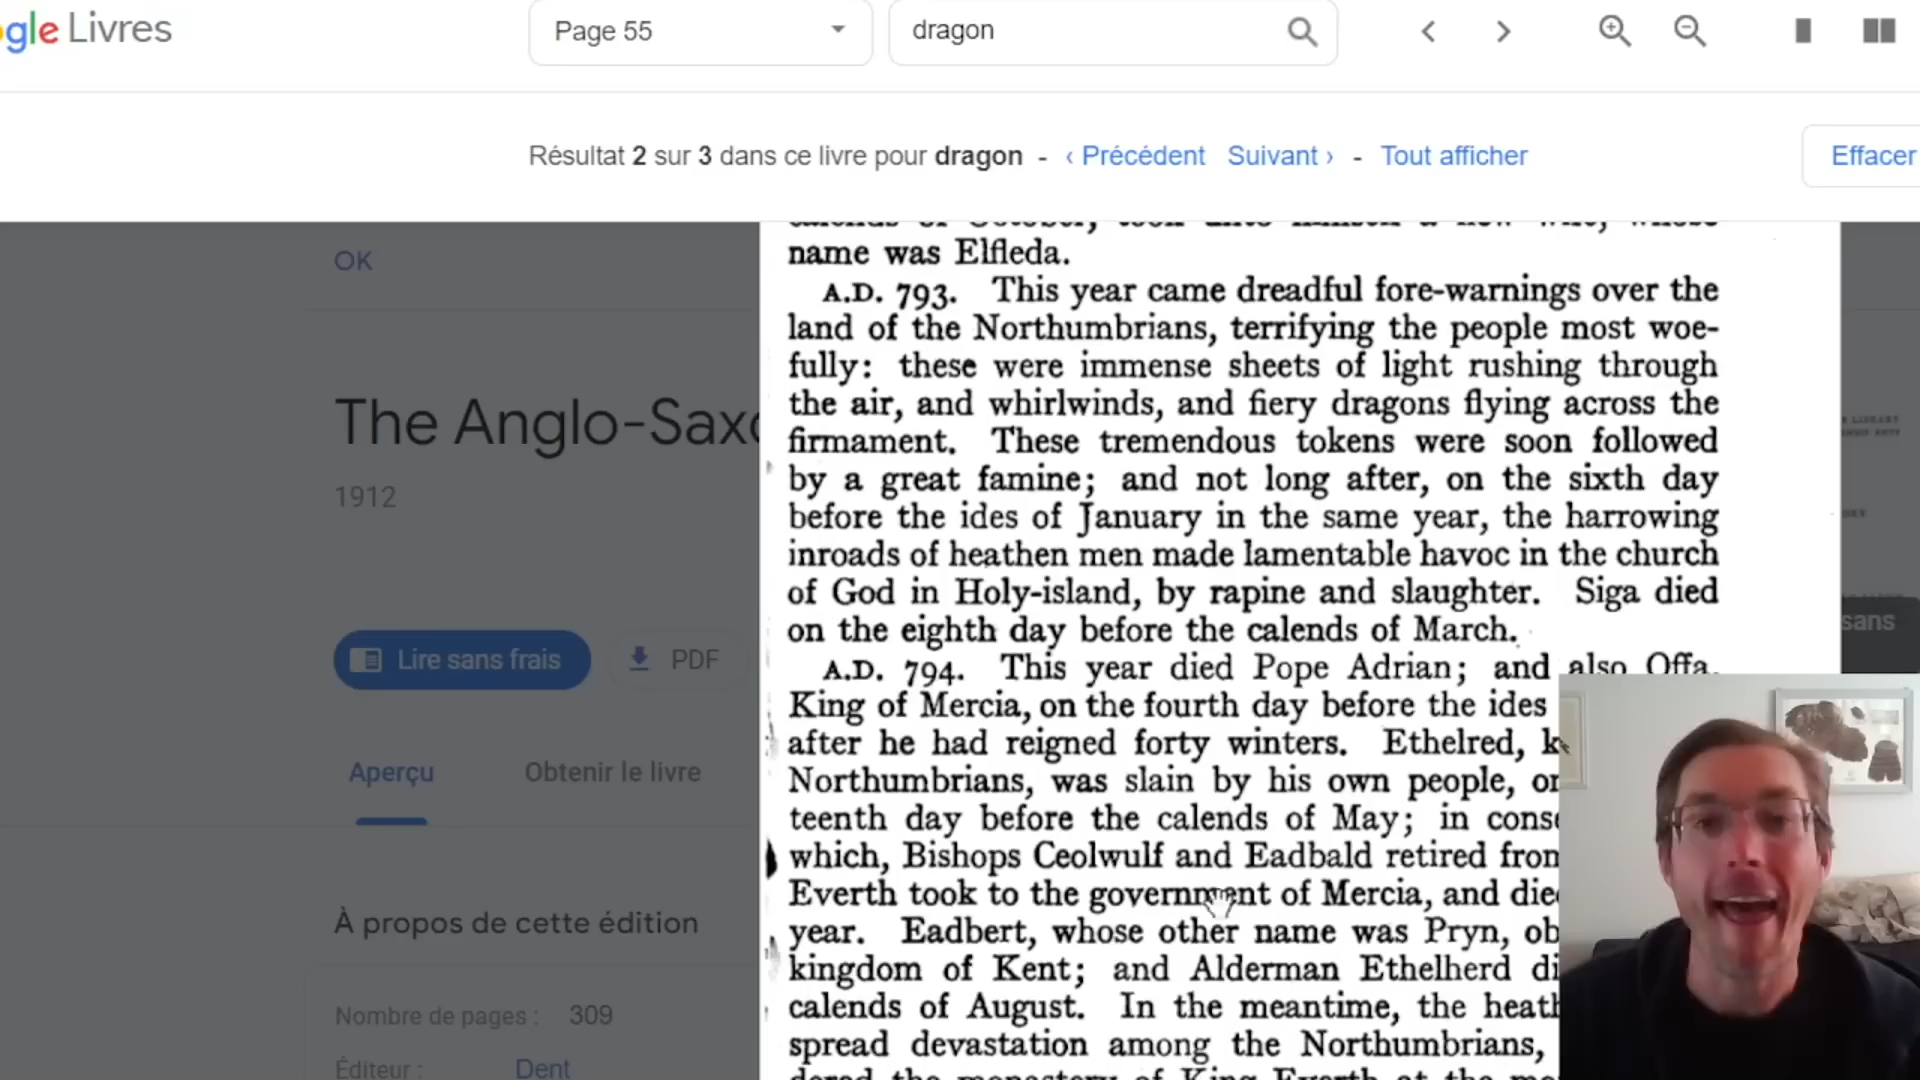 gle Livres
Page 55
dragon
Résultat 2 sur 3 dans ce livre pour dragon - ‹ Précédent Suivant › - Tout afficher
Effacer
OK
The Anglo-Sax
1912
Lire sans frais
PDF
Aperçu
Obtenir le livre
À propos de cette édition
Nombre de pages : 309
Éditeur : Dent
name was Elfleda.
A.D. 793. This year came dreadful fore-warnings over the
land of the Northumbrians, terrifying the people most woe-
fully: these were immense sheets of light rushing through
the air, and whirlwinds, and fiery dragons flying across the
firmament. These tremendous tokens were soon followed
by a great famine; and not long after, on the sixth day
before the ides of January in the same year, the harrowing
inroads of heathen men made lamentable havoc in the church
of God in Holy-island, by rapine and slaughter. Siga died
on the eighth day before the calends of March.
A.D. 794. This year died Pope Adrian; and also Offa,
King of Mercia, on the fourth day before the ides
after he had reigned forty winters. Ethelred, k
Northumbrians, was slain by his own people, on
teenth day before the calends of May; in cons
which, Bishops Ceolwulf and Eadbald retired from
Everth took to the government of Mercia, and die
year. Eadbert, whose other name was Pryn, ob
kingdom of Kent; and Alderman Ethelherd di
calends of August. In the meantime, the heath
spread devastation among the Northumbrians,
sans